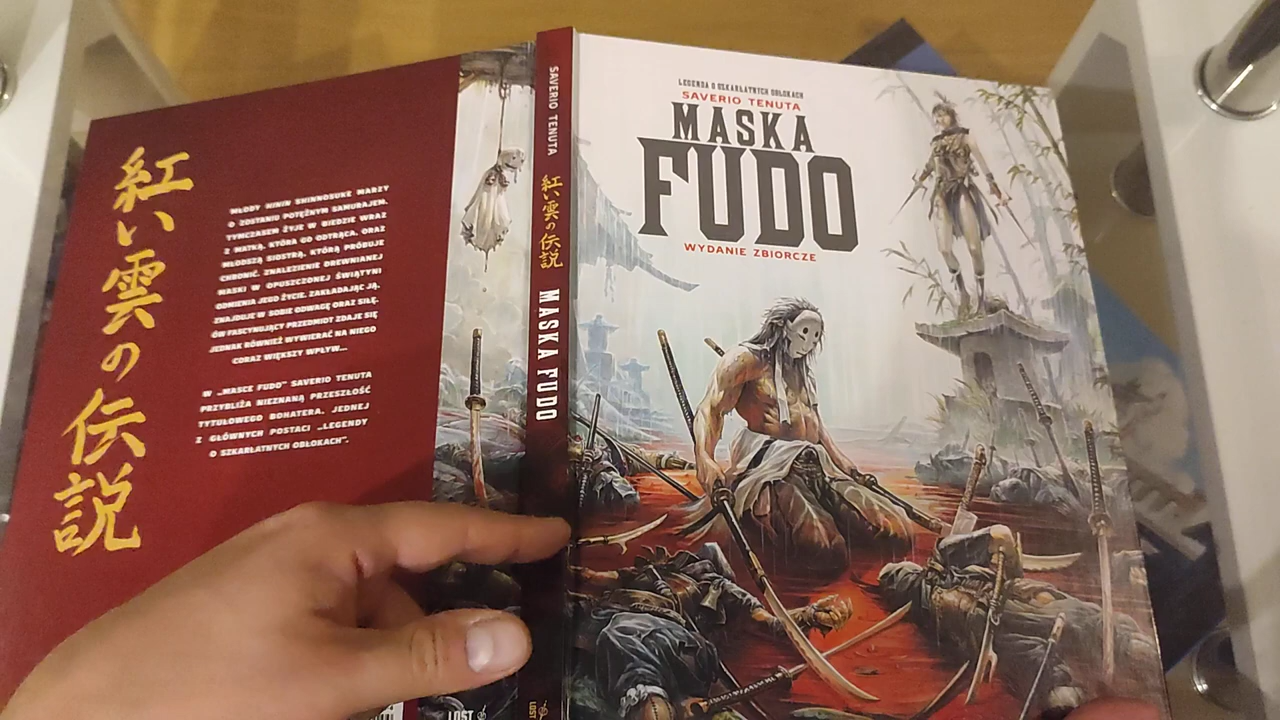 紅い雲の伝説
MŁODY HININ SHINNOSUKE MARZY
O ZOSTANIU POTĘŻNYM SAMURAJEM.
TYMCZASEM ŻYJE W BIEDZIE WRAZ
Z MATKĄ, KTÓRA GO ODTRĄCA, ORAZ
MŁODSZĄ SIOSTRĄ, KTÓRĄ PRÓBUJE
CHRONIĆ. ZNALEZIENIE DREWNIANEJ
MASKI W OPUSZCZONEJ ŚWIĄTYNI
ODMIENIA JEGO ŻYCIE. ZAKŁADAJĄC JĄ,
ZNAJDUJE W SOBIE ODWAGĘ ORAZ SIŁĘ.
ÓW FASCYNUJĄCY PRZEDMIOT ZDAJE SIĘ
JEDNAK RÓWNIEŻ WYWIERAĆ NA NIEGO
CORAZ WIĘKSZY WPŁYW...
W „MASCE FUDO” SAVERIO TENUTA
PRZYBLIŻA NIEZNANĄ PRZESZŁOŚĆ
TYTUŁOWEGO BOHATERA, JEDNEJ
Z GŁÓWNYCH POSTACI „LEGENDY
O SZKARŁATNYCH OBŁOKACH”.
LOST
SAVERIO TENUTA
紅い雲の伝説
MASKA FUDO
LOST
LEGENDA O SZKARŁATNYCH OBŁOKACH
SAVERIO TENUTA
MASKA
FUDO
WYDANIE ZBIORCZE